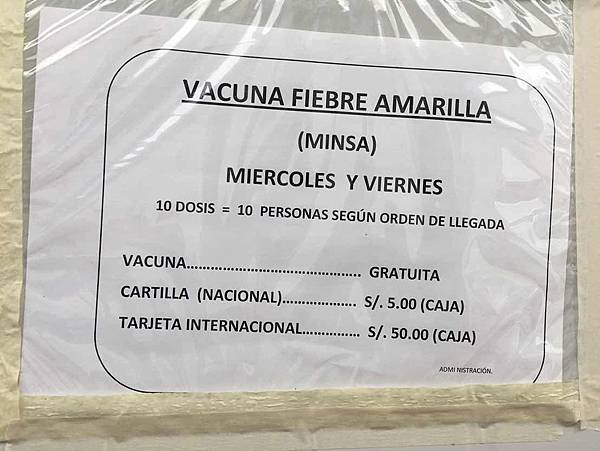 VACUNA FIEBRE AMARILLA
(MINSA)
MIERCOLES Y VIERNES
10 DOSIS = 10 PERSONAS SEGÚN ORDEN DE LLEGADA
VACUNA............................................ GRATUITA
CARTILLA (NACIONAL)................... S/. 5.00 (CAJA)
TARJETA INTERNACIONAL............... S/. 50.00 (CAJA)
ADMI NISTRACIÓN.